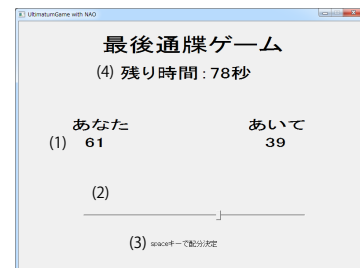 UltimatumGame with NAO
最後通牒ゲーム
(4) 残り時間:78秒
あなた あいて
(1) 61 39
(2)
(3) spaceキーで配分決定